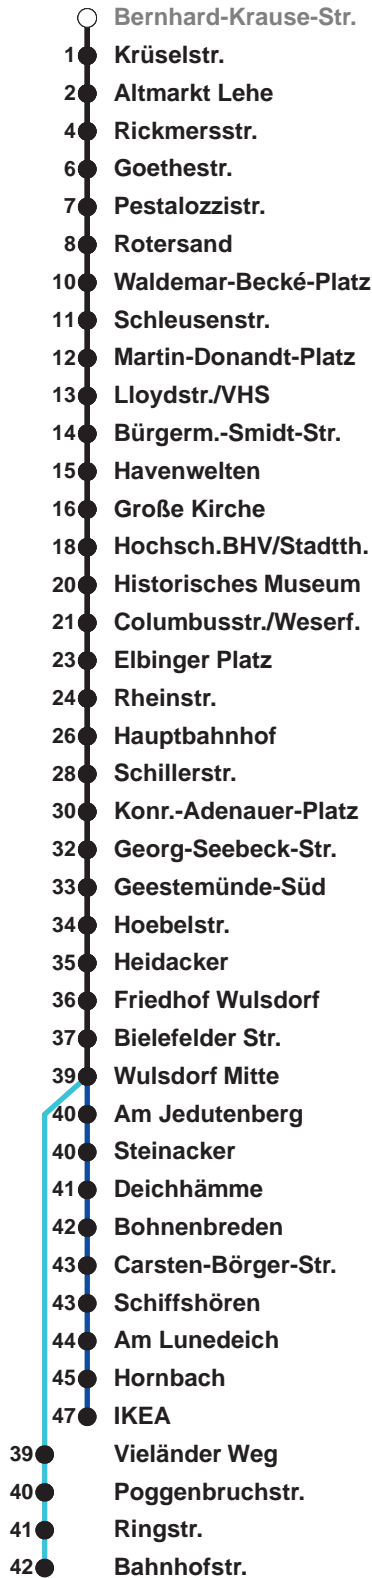 Bernhard-Krause-Str.
1 Krüselstr.
2 Altmarkt Lehe
4 Rickmersstr.
6 Goethestr.
7 Pestalozzistr.
8 Rotersand
10 Waldemar-Becké-Platz
11 Schleusenstr.
12 Martin-Donandt-Platz
13 Lloydstr./VHS
14 Bürgerm.-Smidt-Str.
15 Havenwelten
16 Große Kirche
18 Hochsch.BHV/Stadtth.
20 Historisches Museum
21 Columbusstr./Weserf.
23 Elbinger Platz
24 Rheinstr.
26 Hauptbahnhof
28 Schillerstr.
30 Konr.-Adenauer-Platz
32 Georg-Seebeck-Str.
33 Geestemünde-Süd
34 Hoebelstr.
35 Heidacker
36 Friedhof Wulsdorf
37 Bielefelder Str.
39 Wulsdorf Mitte
40 Am Jedutenberg
40 Steinacker
41 Deichhämme
42 Bohnenbreden
43 Carsten-Börger-Str.
43 Schiffshören
44 Am Lunedeich
45 Hornbach
47 IKEA
39 Vieländer Weg
40 Poggenbruchstr.
41 Ringstr.
42 Bahnhofstr.